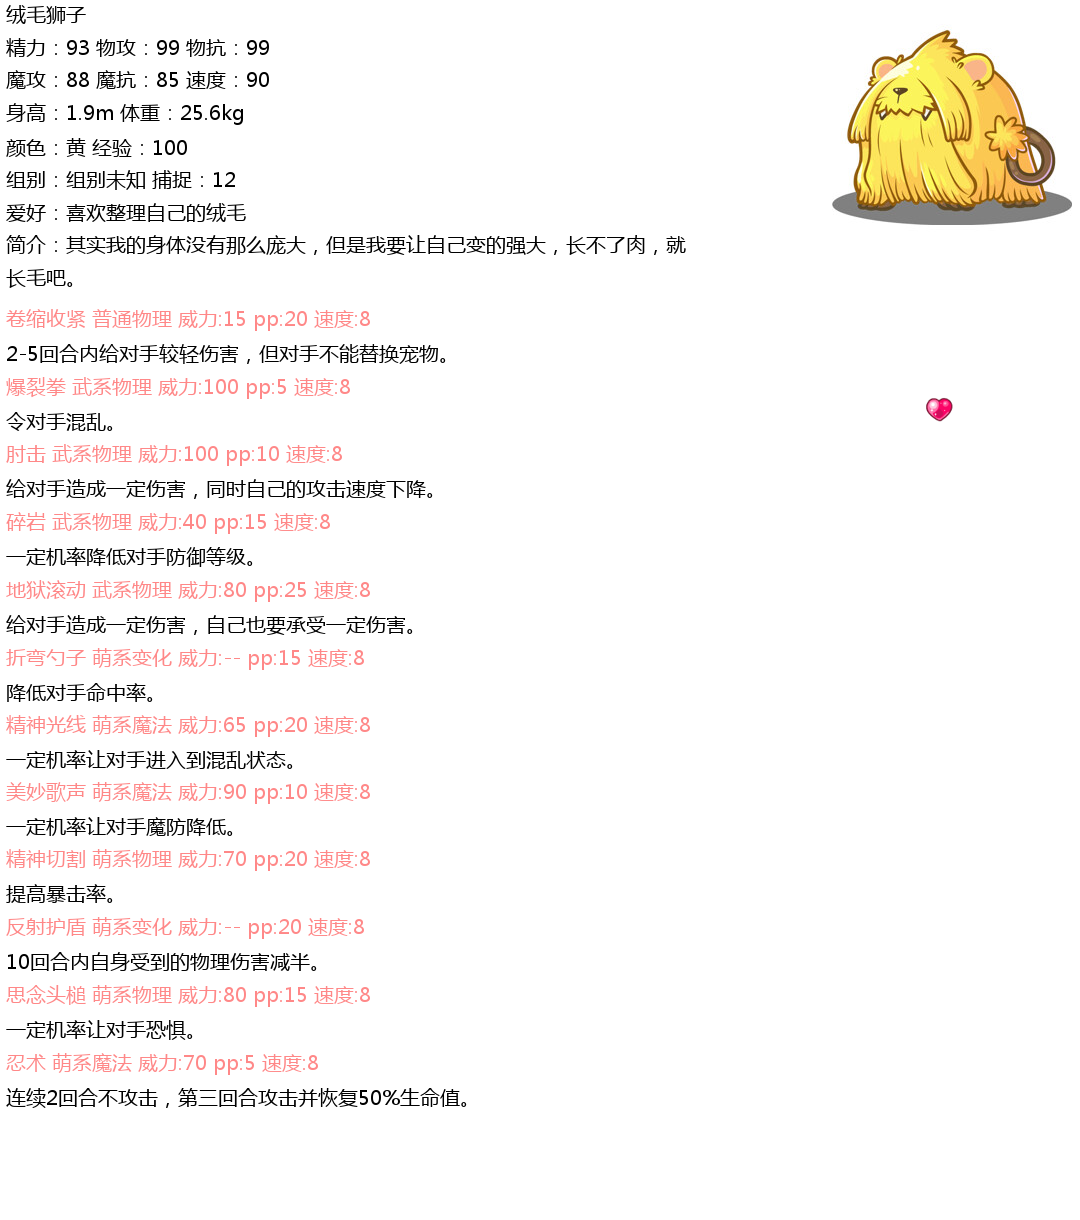 绒毛狮子
精力：93 物攻：99 物抗：99
魔攻：88 魔抗：85 速度：90
身高：1.9m 体重：25.6kg
颜色：黄 经验：100
组别：组别未知 捕捉：12
爱好：喜欢整理自己的绒毛
简介：其实我的身体没有那么庞大，但是我要让自己变的强大，长不了肉，就
长毛吧。
卷缩收紧 普通物理 威力:15 pp:20 速度:8
2-5回合内给对手较轻伤害，但对手不能替换宠物。
爆裂拳 武系物理 威力:100 pp:5 速度:8
令对手混乱。
肘击 武系物理 威力:100 pp:10 速度:8
给对手造成一定伤害，同时自己的攻击速度下降。
碎岩 武系物理 威力:40 pp:15 速度:8
一定机率降低对手防御等级。
地狱滚动 武系物理 威力:80 pp:25 速度:8
给对手造成一定伤害，自己也要承受一定伤害。
折弯勺子 萌系变化 威力:-- pp:15 速度:8
降低对手命中率。
精神光线 萌系魔法 威力:65 pp:20 速度:8
一定机率让对手进入到混乱状态。
美妙歌声 萌系魔法 威力:90 pp:10 速度:8
一定机率让对手魔防降低。
精神切割 萌系物理 威力:70 pp:20 速度:8
提高暴击率。
反射护盾 萌系变化 威力:-- pp:20 速度:8
10回合内自身受到的物理伤害减半。
思念头槌 萌系物理 威力:80 pp:15 速度:8
一定机率让对手恐惧。
忍术 萌系魔法 威力:70 pp:5 速度:8
连续2回合不攻击，第三回合攻击并恢复50%生命值。